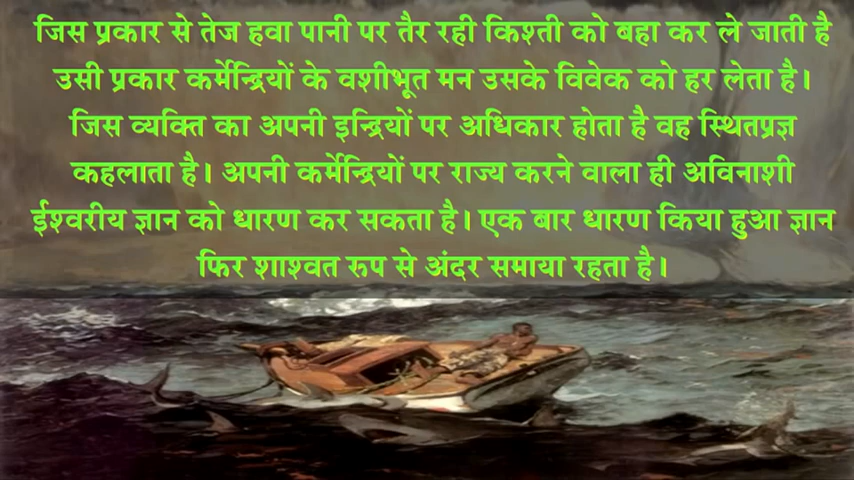 जिस प्रकार से तेज हवा पानी पर तैर रही किश्ती को बहा कर ले जाती है
उसी प्रकार कर्मेन्द्रियों के वशीभूत मन उसके विवेक को हर लेता है।
जिस व्यक्ति का अपनी इन्द्रियों पर अधिकार होता है वह स्थितप्रज्ञ
कहलाता है। अपनी कर्मेन्द्रियों पर राज्य करने वाला ही अविनाशी
ईश्वरीय ज्ञान को धारण कर सकता है। एक बार धारण किया हुआ ज्ञान
फिर शाश्वत रूप से अंदर समाया रहता है।